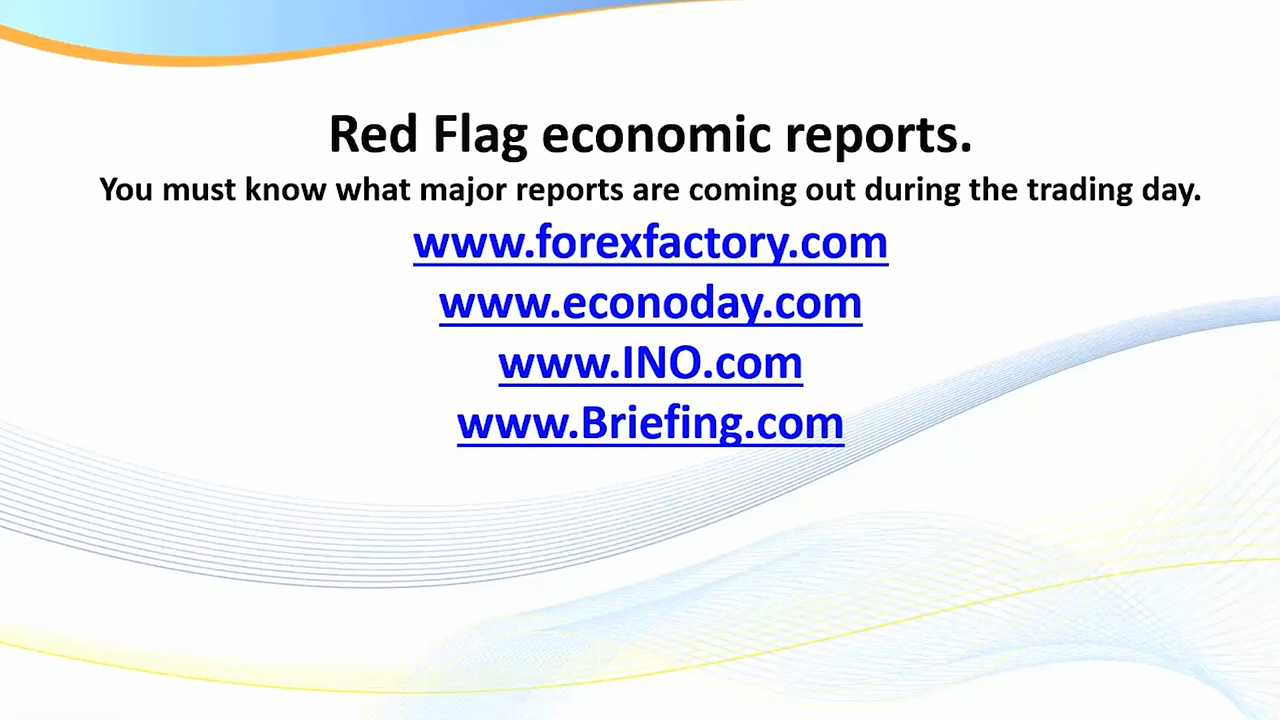 Red Flag economic reports.
You must know what major reports are coming out during the trading day.
www.forexfactory.com
www.econoday.com
www.INO.com
www.Briefing.com